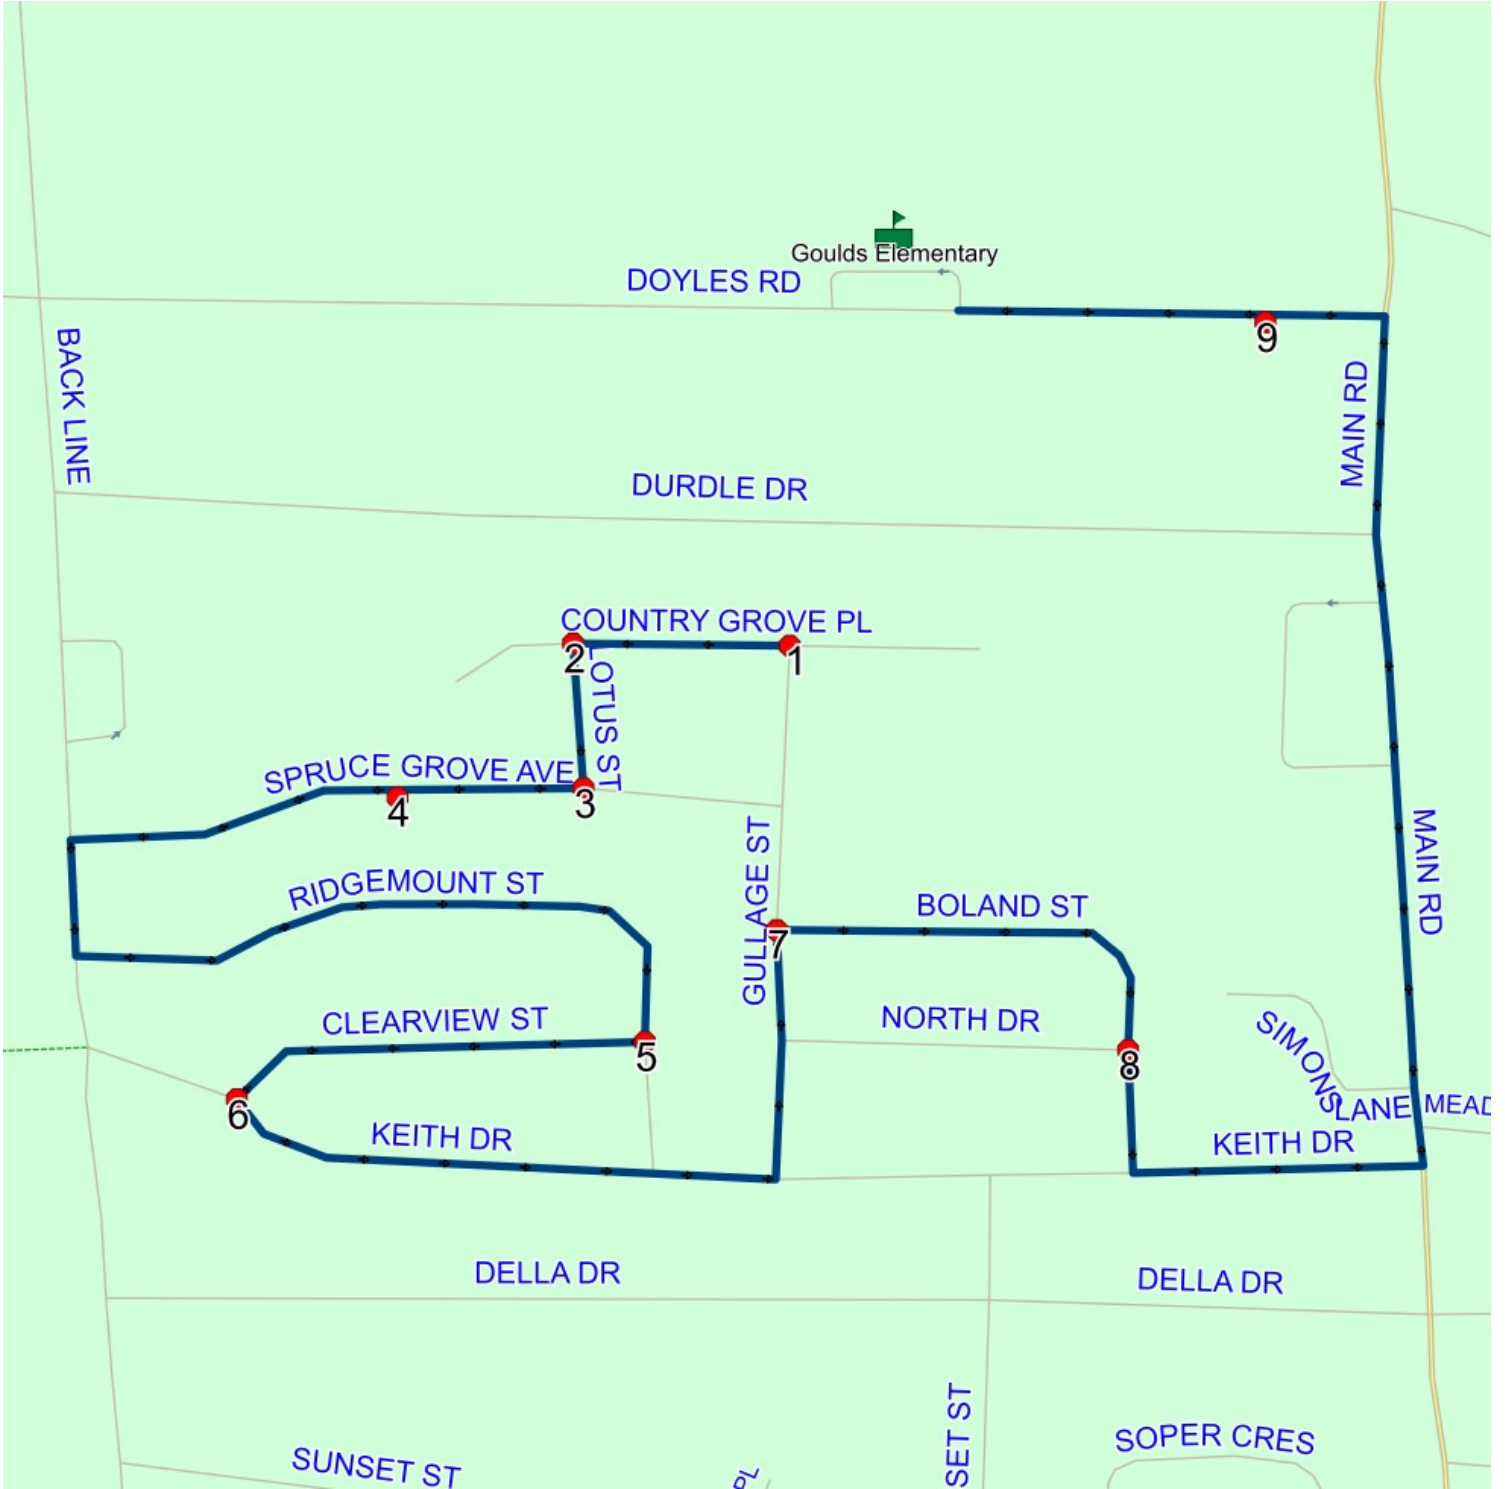 Goulds Elementary
DOYLES RD
9
BACK LINE
MAIN RD
DURDLE DR
COUNTRY GROVE PL
2
1
LOTUS ST
SPRUCE GROVE AVE
4
3
MAIN RD
GULLAGE ST
RIDGEMOUNT ST
BOLAND ST
7
CLEARVIEW ST
NORTH DR
SIMONS
LANE
MEAD
5
8
6
KEITH DR
KEITH DR
DELLA DR
DELLA DR
SET ST
SOPER CRES
SUNSET ST
PL